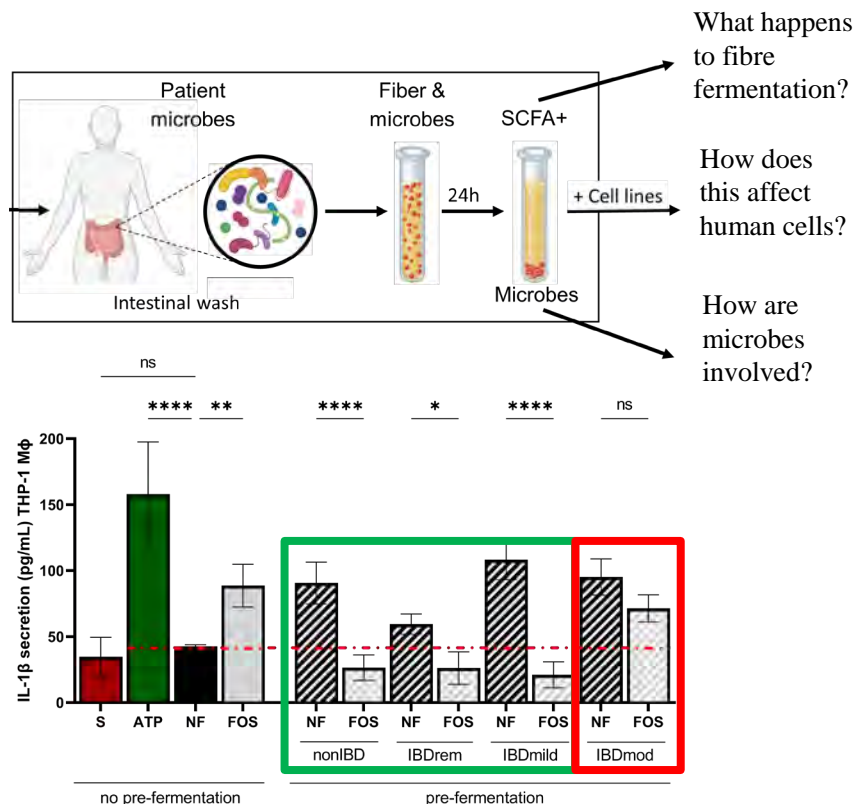 What happens
to fibre
fermentation?
Patient
microbes
Fiber &
microbes
SCFA+
24h
+ Cell lines
How does
this affect
human cells?
Intestinal wash
Microbes
How are
microbes
involved?
ns
**** ** **** * **** ns
IL-1β secretion (pg/mL) THP-1 MΦ
200
150
100
50
0
S ATP NF FOS NF FOS NF FOS NF FOS NF FOS
nonIBD IBDrem IBDmild IBDmod
no pre-fermentation pre-fermentation